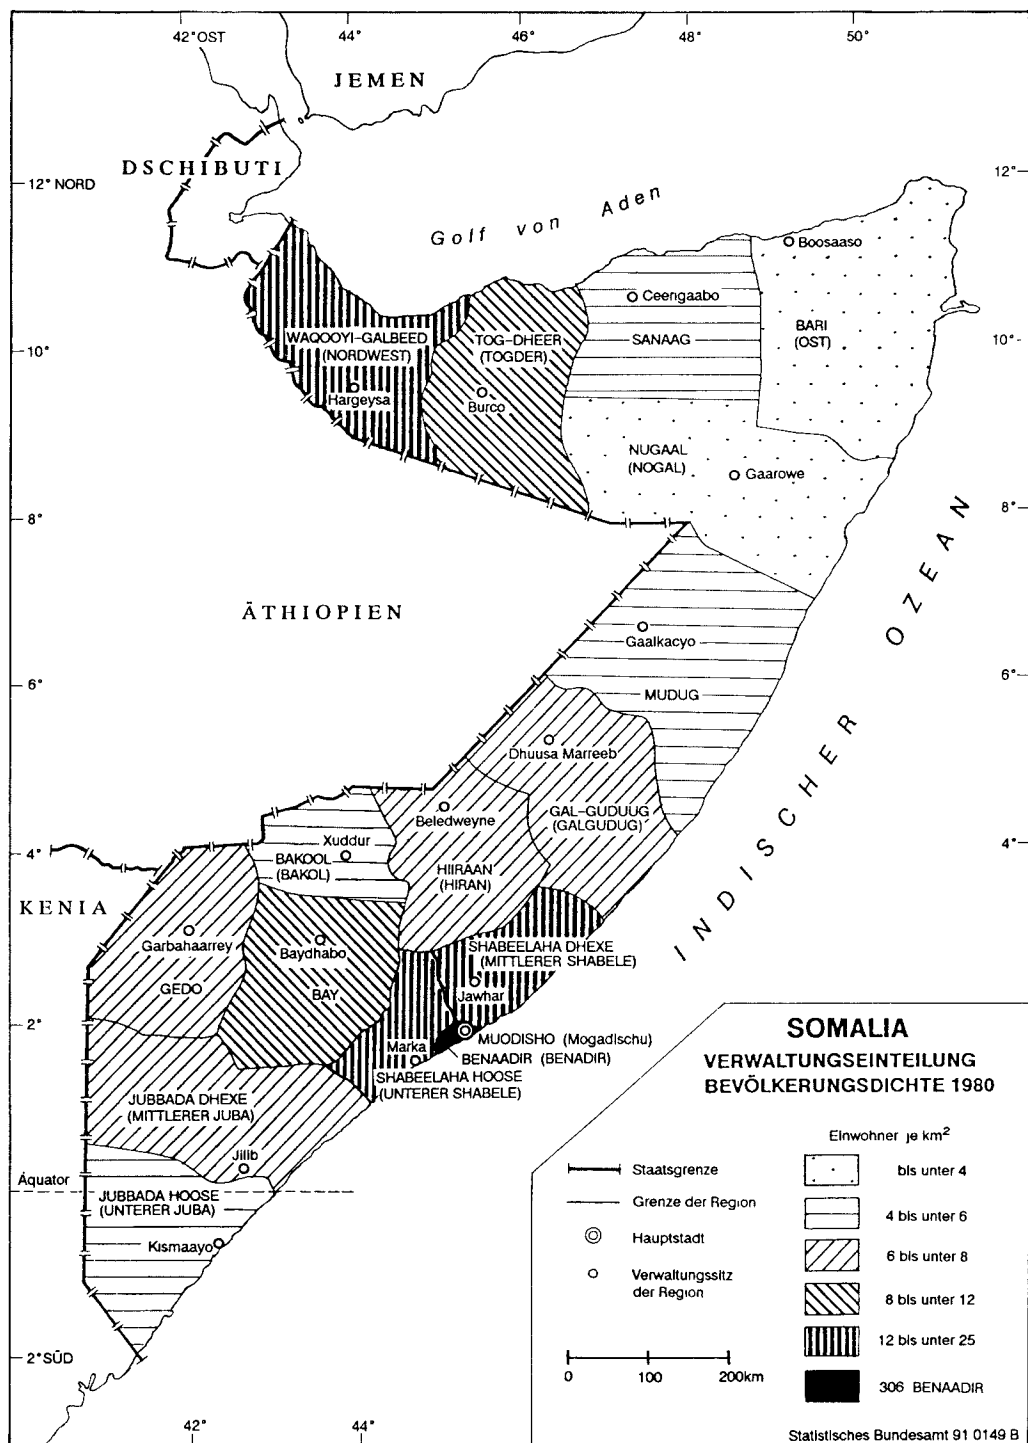 42° OST
44°
46°
48°
50°
JEMEN
DSCHIBUTI
12° NORD
12°
Golf von Aden
Boosaaso
Ceerigaabo
BARI
(OST)
WAQOOYI-GALBEED
(NORDWEST)
TOG-DHEER
(TOGDER)
SANAAG
10°
10°
Hargeysa
Burco
NUGAAL
(NOGAL)
Gaarowe
8°
8°
ÄTHIOPIEN
Gaalkacyo
MUDUG
6°
6°
INDISCHER OZEAN
Dhuusa Marreeb
Beledweyne
GAL-GUDUUG
(GALGUDUG)
Xuddur
BAKOOL
(BAKOL)
HIIRAAN
(HIRAN)
4°
4°
KENIA
Garbahaarrey
Baydhabo
SHABEELAHA DHEXE
(MITTLERER SHABELE)
GEDO
BAY
Jawhar
2°
MUODISHO (Mogadischu)
Marka
BENAADIR (BENADIR)
SHABEELAHA HOOSE
(UNTERER SHABELE)
JUBBADA DHEXE
(MITTLERER JUBA)
Jilib
Äquator
JUBBADA HOOSE
(UNTERER JUBA)
Kismaayo
2° SÜD
42°
44°
SOMALIA
VERWALTUNGSEINTEILUNG
BEVÖLKERUNGSDICHTE 1980
Einwohner je km²
Staatsgrenze
Grenze der Region
Hauptstadt
Verwaltungssitz
der Region
0 100 200km
bis unter 4
4 bis unter 6
6 bis unter 8
8 bis unter 12
12 bis unter 25
306 BENAADIR
Statistisches Bundesamt 91 0149 B